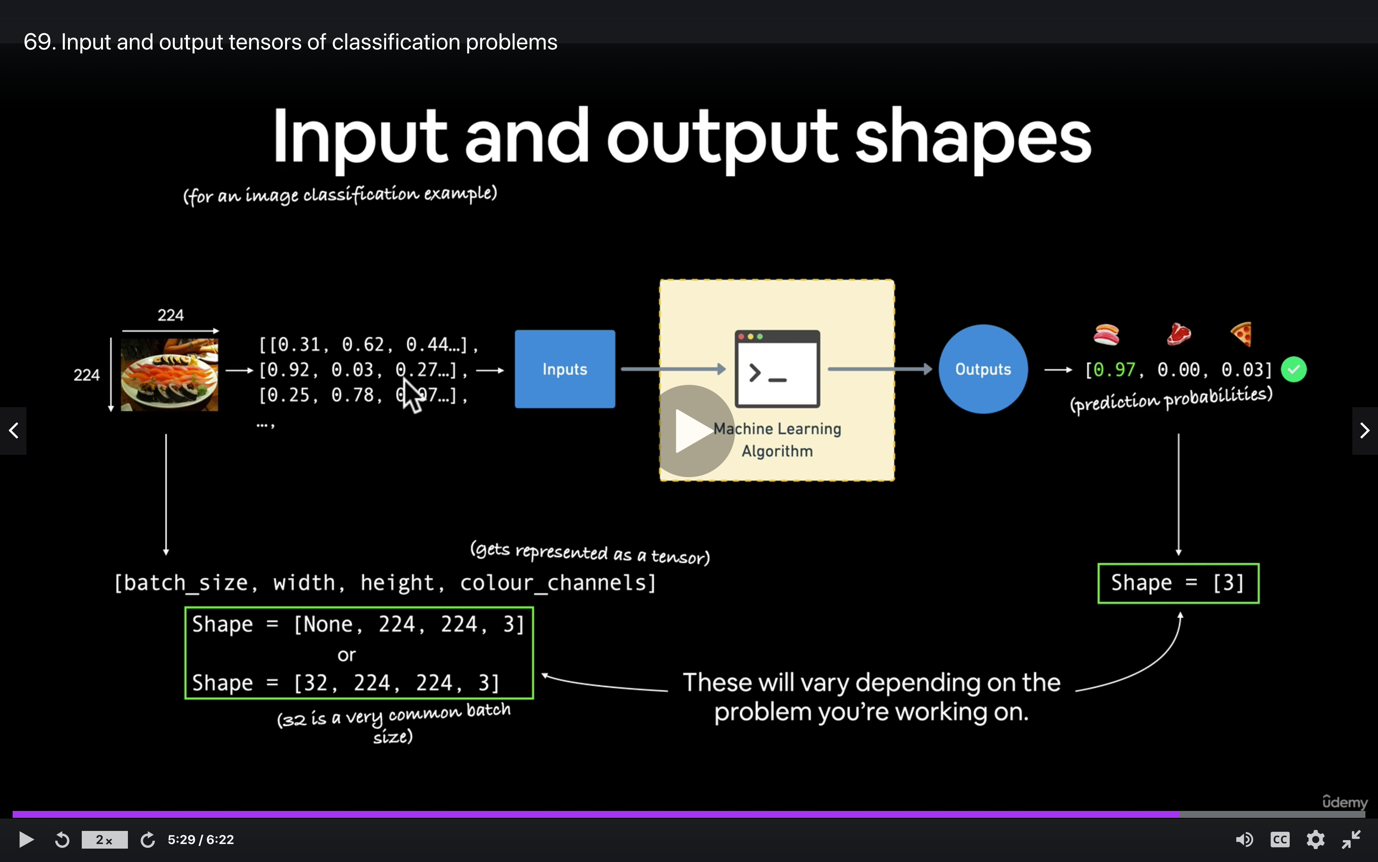 69. Input and output tensors of classification problems
Input and output shapes
(for an image classification example)
224
224
[[0.31, 0.62, 0.44…],
[0.92, 0.03, 0.27…],
[0.25, 0.78, 0.07…],
…,
Inputs
Machine Learning
Algorithm
Outputs
[0.97, 0.00, 0.03]
(prediction probabilities)
(gets represented as a tensor)
[batch_size, width, height, colour_channels]
Shape = [None, 224, 224, 3]
or
Shape = [32, 224, 224, 3]
(32 is a very common batch
size)
Shape = [3]
These will vary depending on the
problem you’re working on.
ûdemy
2x
5:29 / 6:22
CC